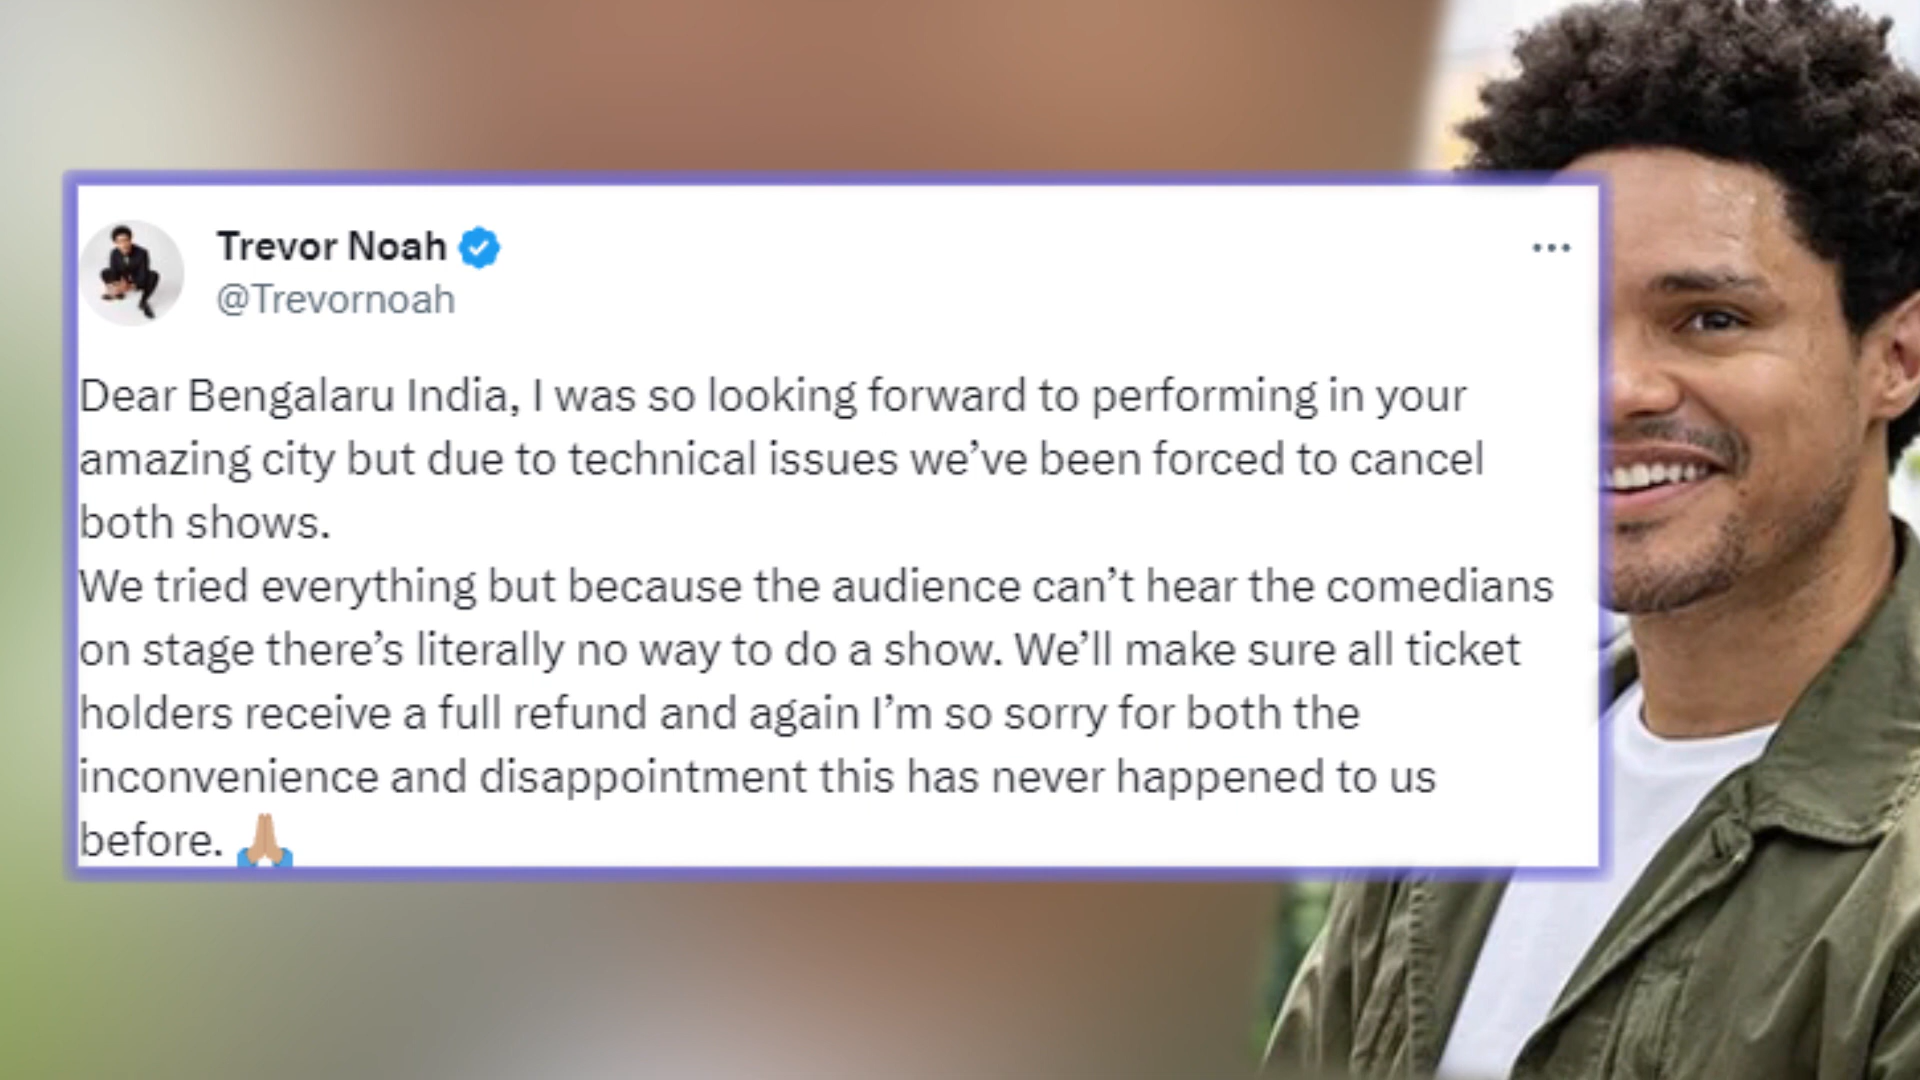 Trevor Noah
@Trevornoah
Dear Bengalaru India, I was so looking forward to performing in your
amazing city but due to technical issues we’ve been forced to cancel
both shows.
We tried everything but because the audience can’t hear the comedians
on stage there’s literally no way to do a show. We’ll make sure all ticket
holders receive a full refund and again I’m so sorry for both the
inconvenience and disappointment this has never happened to us
before. 🙏🏽